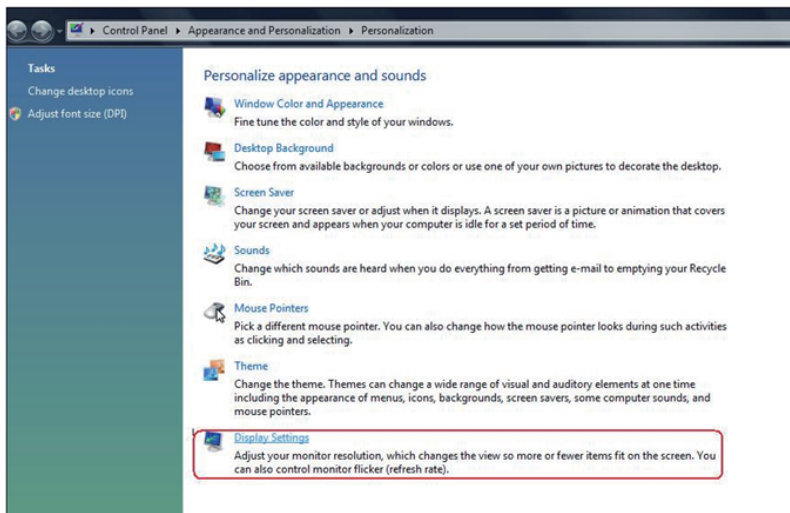 Control Panel ▸ Appearance and Personalization ▸ Personalization
Tasks
Change desktop icons
Adjust font size (DPI)
Personalize appearance and sounds
Window Color and Appearance
Fine tune the color and style of your windows.
Desktop Background
Choose from available backgrounds or colors or use one of your own pictures to decorate the desktop.
Screen Saver
Change your screen saver or adjust when it displays. A screen saver is a picture or animation that covers
your screen and appears when your computer is idle for a set period of time.
Sounds
Change which sounds are heard when you do everything from getting e-mail to emptying your Recycle
Bin.
Mouse Pointers
Pick a different mouse pointer. You can also change how the mouse pointer looks during such activities
as clicking and selecting.
Theme
Change the theme. Themes can change a wide range of visual and auditory elements at one time
including the appearance of menus, icons, backgrounds, screen savers, some computer sounds, and
mouse pointers.
Display Settings
Adjust your monitor resolution, which changes the view so more or fewer items fit on the screen. You
can also control monitor flicker (refresh rate).